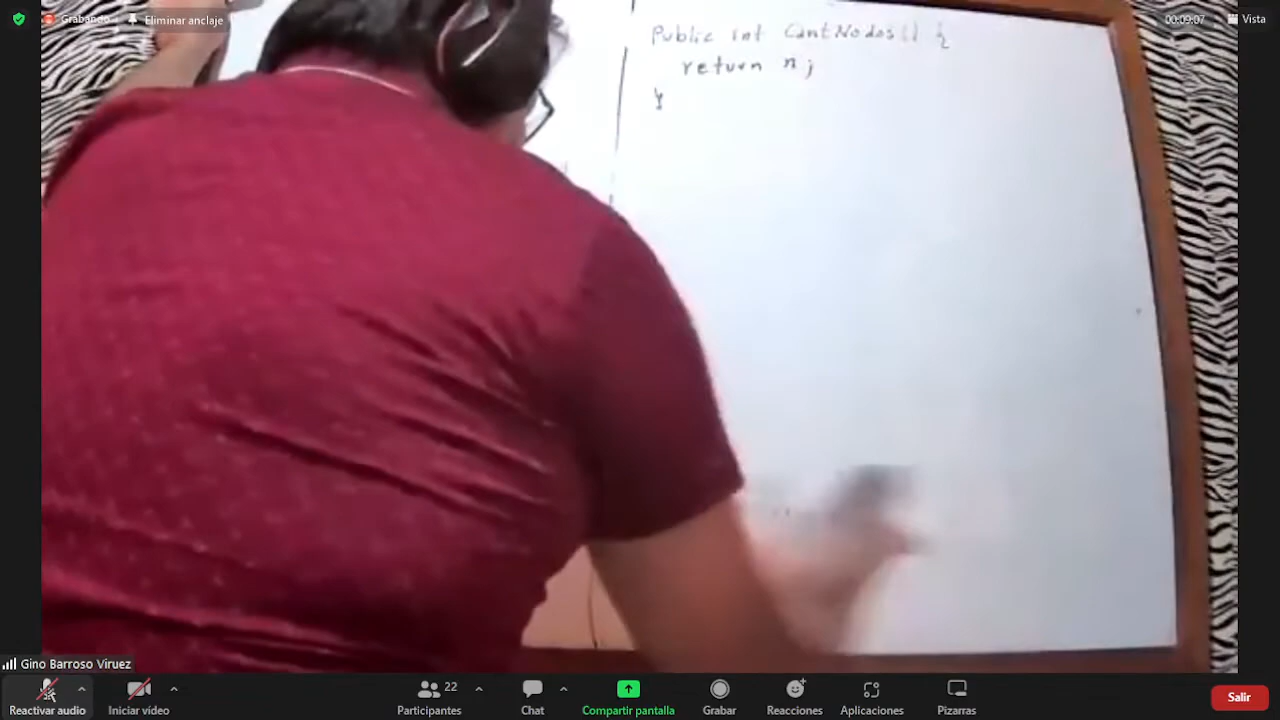 Grabando
Eliminar anclaje
00:09:07
Vista
Public int CantNodos() {
return n;
}
Gino Barroso Viruez
Reactivar audio
Iniciar vídeo
22
Participantes
Chat
Compartir pantalla
Grabar
Reacciones
Aplicaciones
Pizarras
Salir